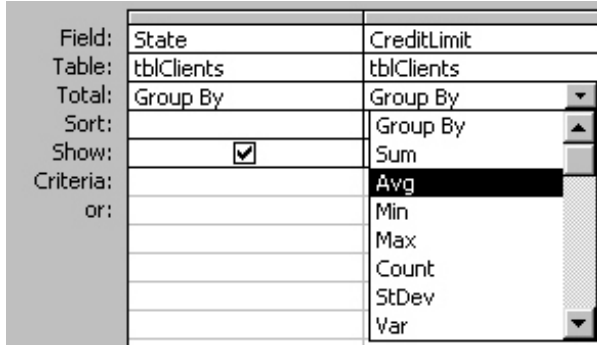 Field: State CreditLimit
Table: tblClients tblClients
Total: Group By Group By
Sort: Group By
Show: Sum
Criteria: Avg
or: Min
Max
Count
StDev
Var